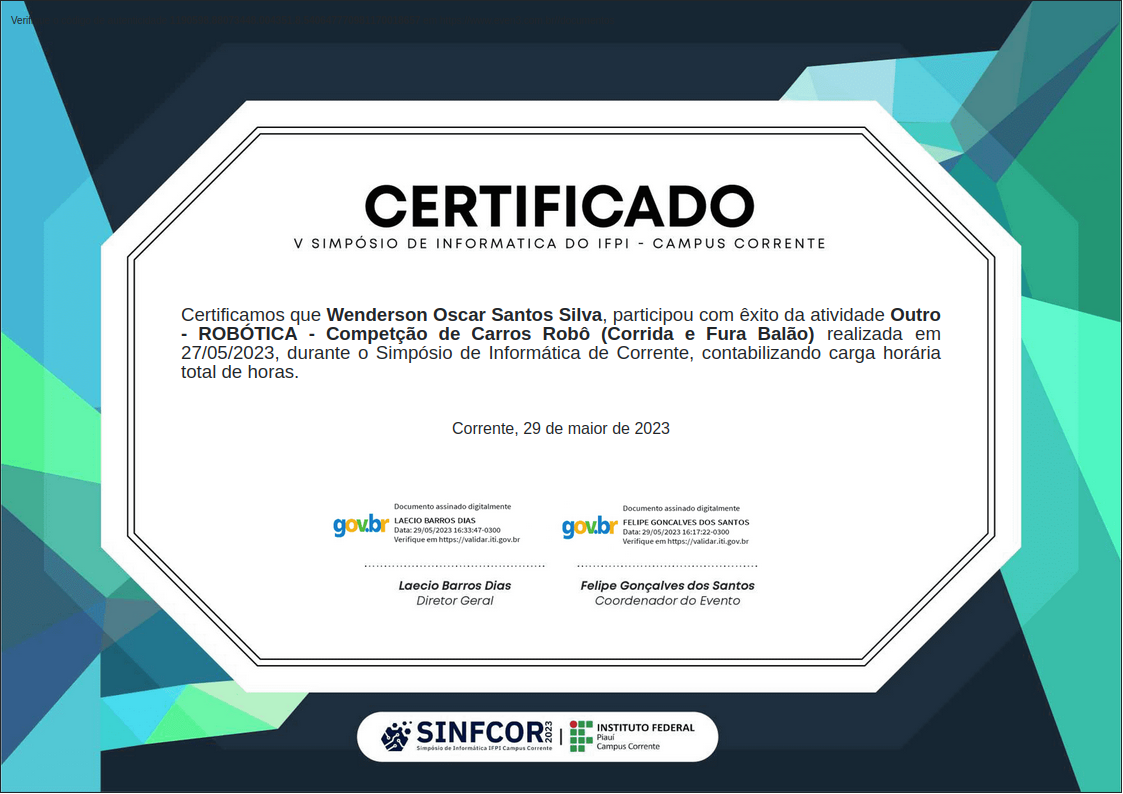 Verifi
CERTIFICADO
V SIMPÓSIO DE INFORMATICA DO IFPI - CAMPUS CORRENTE
Certificamos que Wenderson Oscar Santos Silva, participou com êxito da atividade Outro
- ROBÓTICA - Competção de Carros Robô (Corrida e Fura Balão) realizada em
27/05/2023, durante o Simpósio de Informática de Corrente, contabilizando carga horária
total de horas.
Corrente, 29 de maior de 2023
gov.br
Documento assinado digitalmente
LAECIO BARROS DIAS
Data: 29/05/2023 16:33:47-0300
Verifique em https://validar.iti.gov.br
gov.br
Documento assinado digitalmente
FELIPE GONCALVES DOS SANTOS
Data: 29/05/2023 16:17:22-0300
Verifique em https://validar.iti.gov.br
Laecio Barros Dias
Diretor Geral
Felipe Gonçalves dos Santos
Coordenador do Evento
SINFCOR 2023
Simpósio de Informática IFPI Campus Corrente
INSTITUTO FEDERAL
Piauí
Campus Corrente